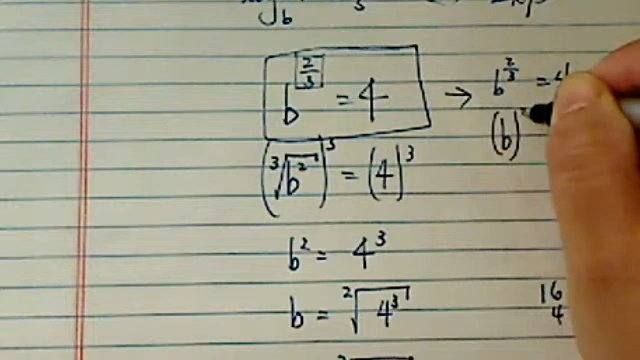 b^{2/3} = 4 → b^{2/3} = 4
(∛(b²))³ = (4)³ (b)
b² = 4³
b = ²√(4³) 16
4